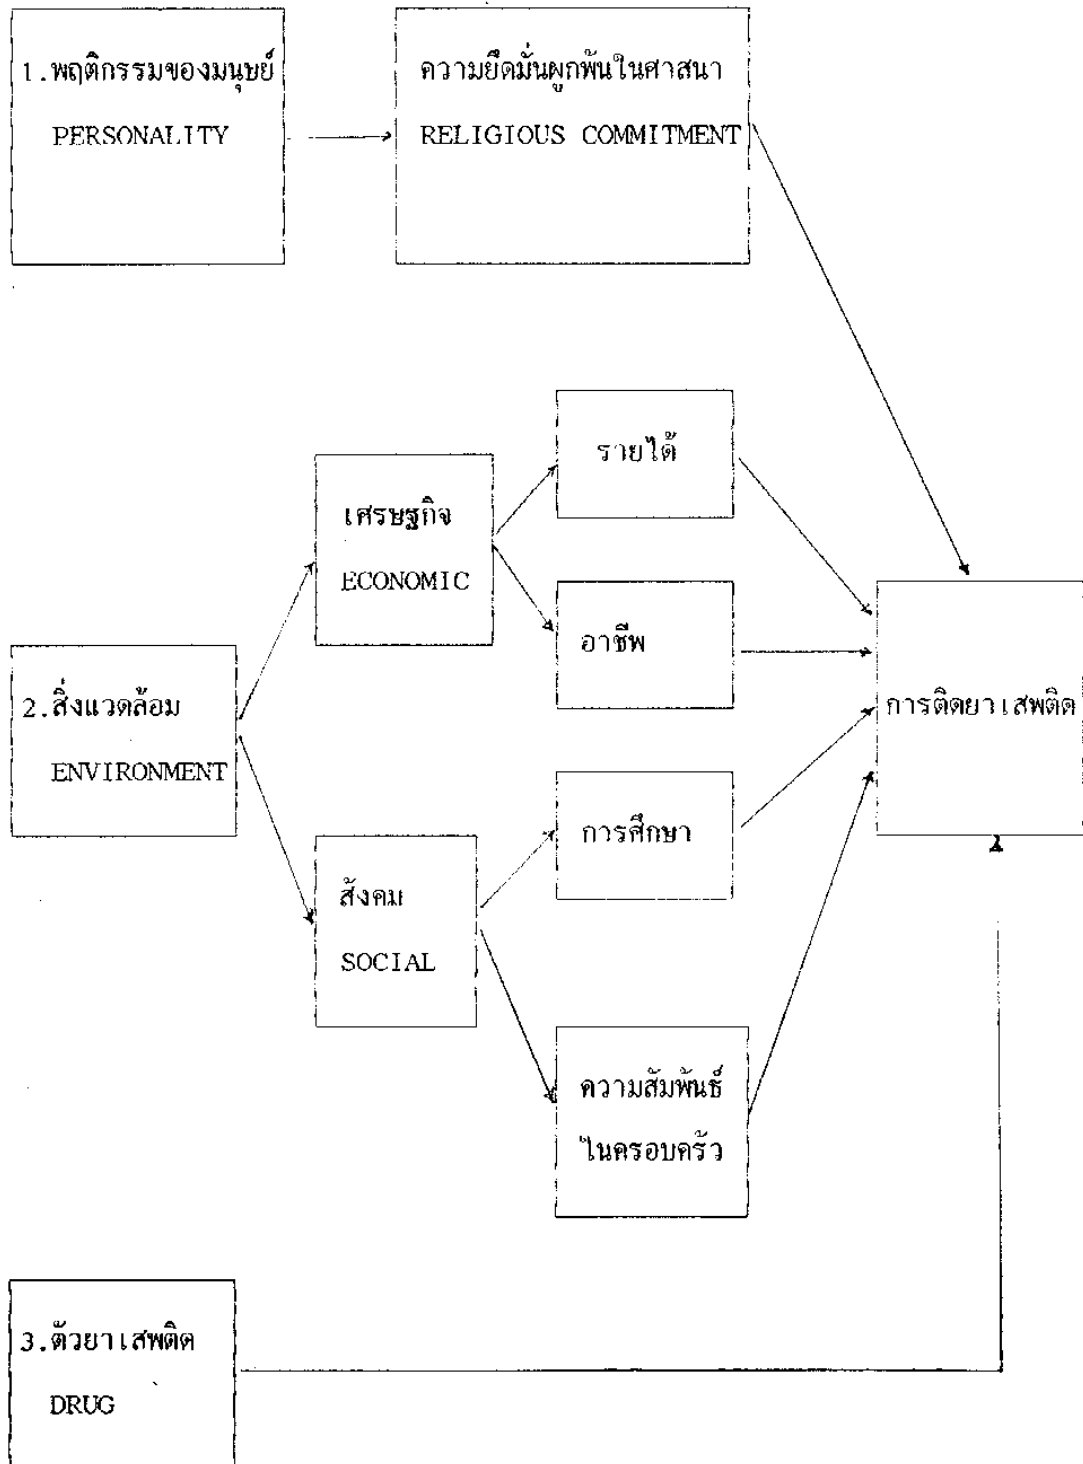 1.พฤติกรรมของมนุษย์
PERSONALITY
ความยึดมั่นผูกพันในศาสนา
RELIGIOUS COMMITMENT
รายได้
เศรษฐกิจ
ECONOMIC
อาชีพ
2.สิ่งแวดล้อม
ENVIRONMENT
การติดยาเสพติด
การศึกษา
สังคม
SOCIAL
ความสัมพันธ์
ในครอบครัว
3.ตัวยาเสพติด
DRUG